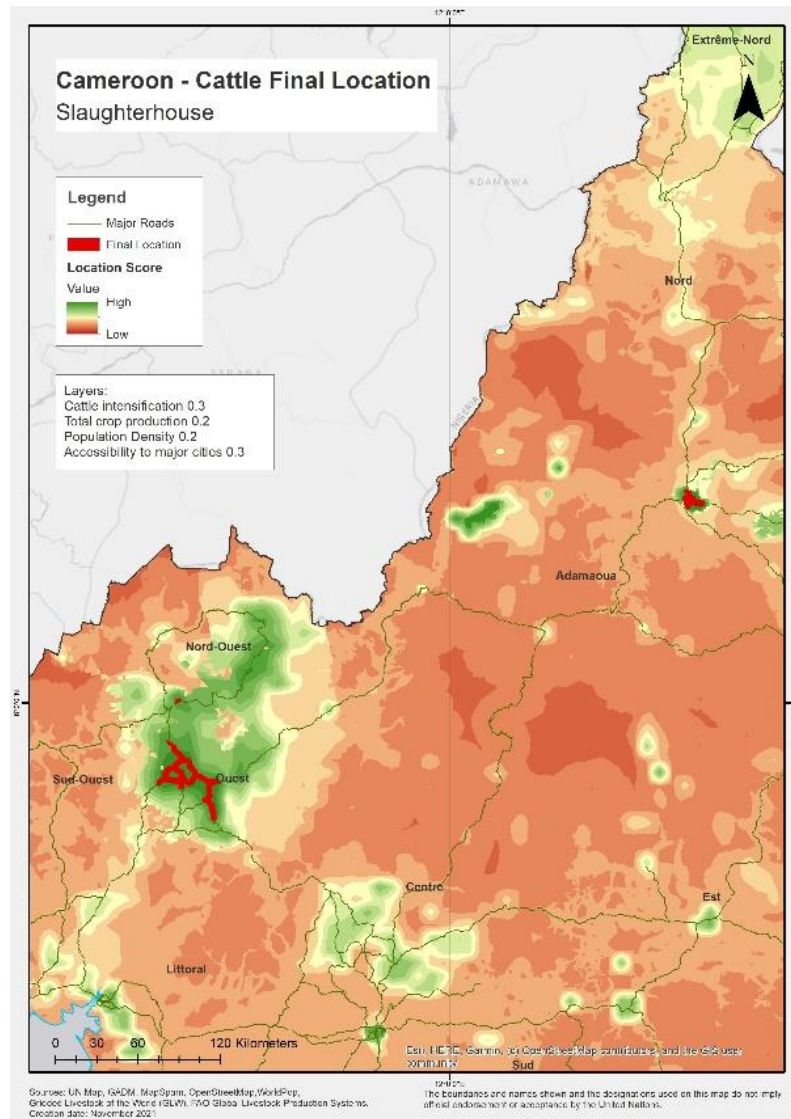 Extrême-Nord
N
Cameroon - Cattle Final Location
Slaughterhouse
ADAMAWA
Legend
Major Roads
Final Location
Location Score
Value
High
Low
Nord
TARABA
Layers:
Cattle intensification 0.3
Total crop production 0.2
Population Density 0.2
Accessibility to major cities 0.3
NIGERIA
Adamaoua
Nord-Ouest
Sud-Ouest
Ouest
Centre
Est
Littoral
0 30 60 120 Kilometers
Esri, HERE, Garmin, (c) OpenStreetMap contributors, and the GIS user
community
Sud
Sources: UN Map, GADM, MapSpam, OpenStreetMap, WorldPop,
Gridded Livestock of the World (GLW), FAO Global Livestock Production Systems.
Creation date: November 2021
The boundaries and names shown and the designations used on this map do not imply
official endorsement or acceptance by the United Nations.